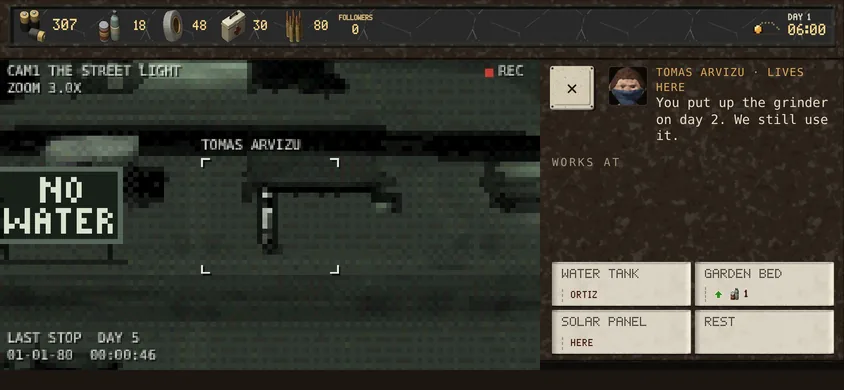 307
18
48
30
80
FOLLOWERS
0
DAY 1
06:00
CAM1 THE STREET LIGHT
ZOOM 3.0X
REC
TOMAS ARVIZU
NO
WATER
LAST STOP DAY 5
01-01-80 00:00:46
TOMAS ARVIZU · LIVES
HERE
You put up the grinder
on day 2. We still use
it.
WORKS AT
WATER TANK
ORTIZ
GARDEN BED
1
SOLAR PANEL
HERE
REST